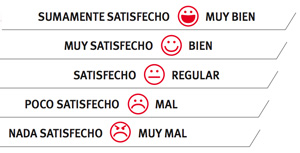 SUMAMENTE SATISFECHO MUY BIEN
MUY SATISFECHO BIEN
SATISFECHO REGULAR
POCO SATISFECHO MAL
NADA SATISFECHO MUY MAL